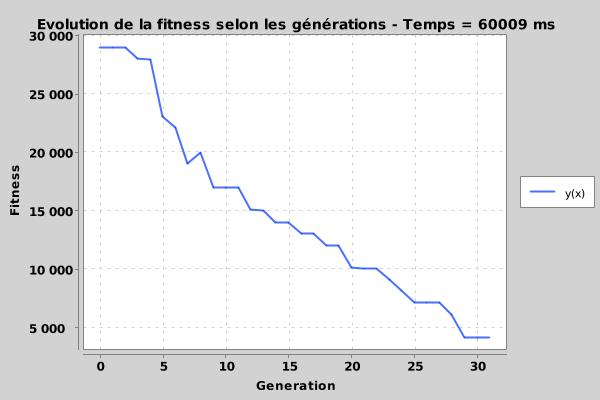 Evolution de la fitness selon les générations - Temps = 60009 ms
30 000
25 000
20 000
15 000
10 000
5 000
Fitness
0 5 10 15 20 25 30
Generation
y(x)